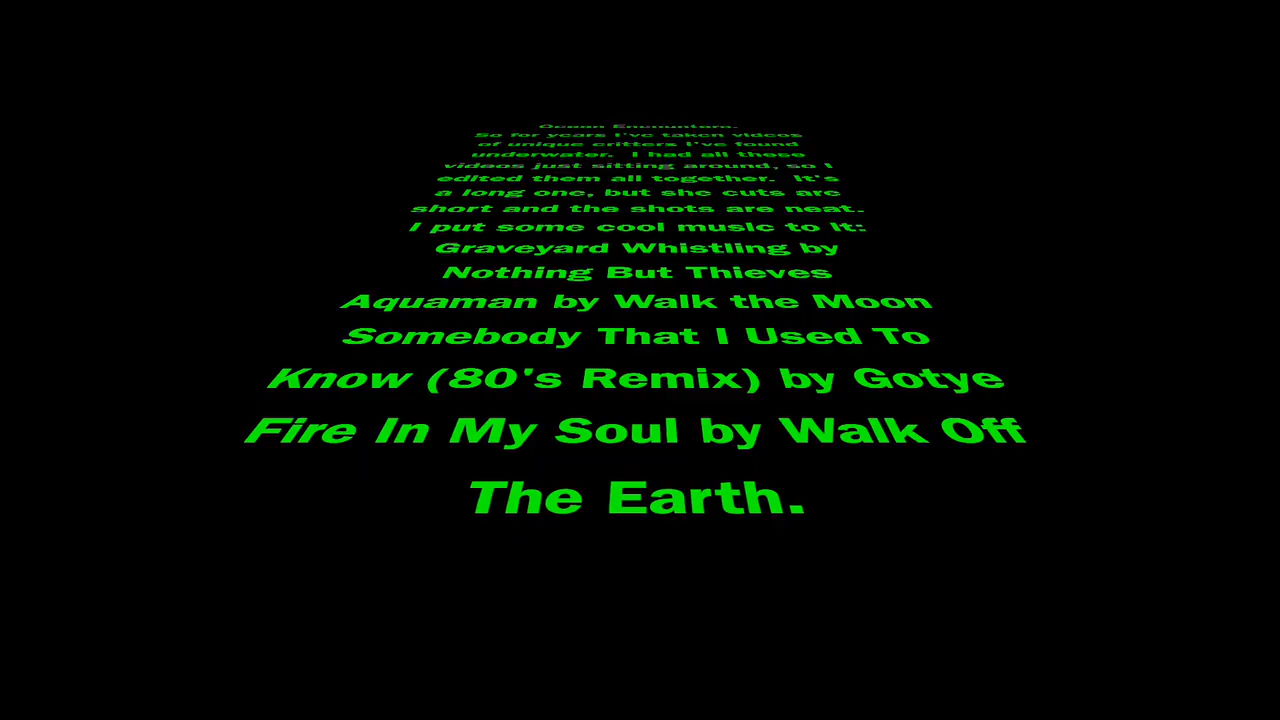 Ocean Encounters.
So for years I've taken videos
of unique critters I've found
underwater. I had all these
videos just sitting around, so I
edited them all together. It's
a long one, but she cuts are
short and the shots are neat.
I put some cool music to it:
Graveyard Whistling by
Nothing But Thieves
Aquaman by Walk the Moon
Somebody That I Used To
Know (80's Remix) by Gotye
Fire In My Soul by Walk Off
The Earth.